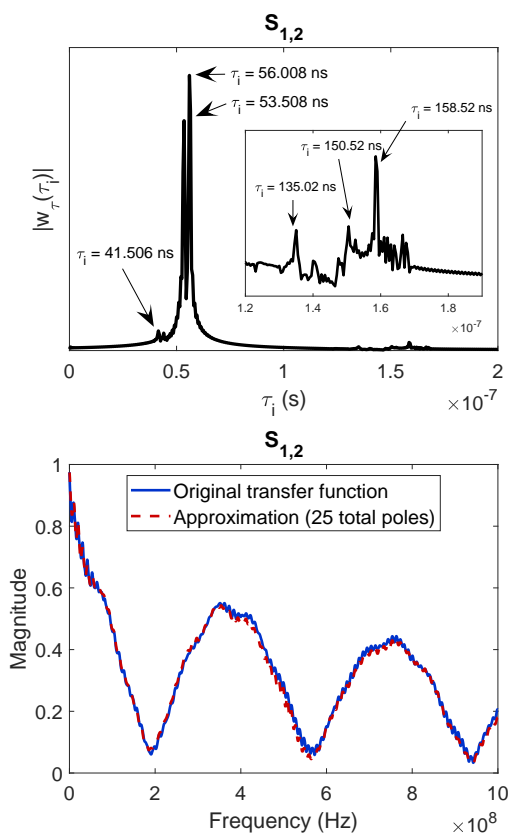 S1,2
τi = 56.008 ns
τi = 53.508 ns
τi = 158.52 ns
τi = 150.52 ns
τi = 135.02 ns
τi = 41.506 ns
|wτ(τi)|
1.2 1.4 1.6 1.8
×10-7
0 0.5 1 1.5 2
τi (s) ×10-7
S1,2
1
0.8
0.6
0.4
0.2
0
Original transfer function
Approximation (25 total poles)
Magnitude
0 2 4 6 8 10
Frequency (Hz) ×108